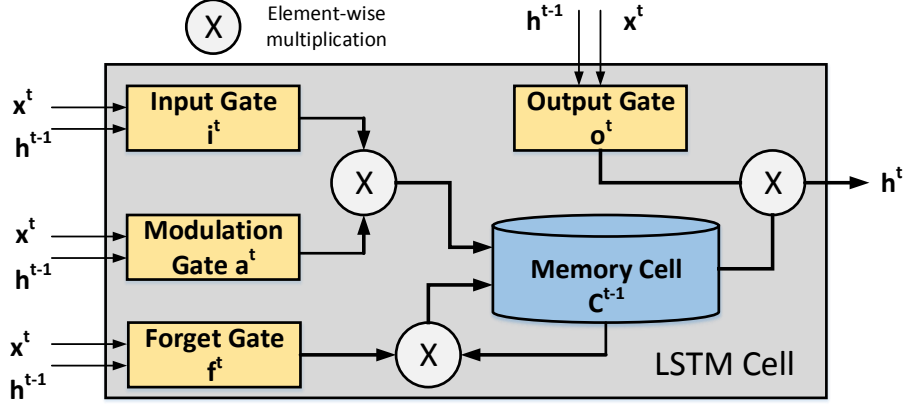 X
Element-wise
multiplication
h^t-1 x^t
x^t
h^t-1
Input Gate
i^t
Output Gate
o^t
X
X
h^t
x^t
h^t-1
Modulation
Gate a^t
Memory Cell
C^t-1
x^t
h^t-1
Forget Gate
f^t
X
LSTM Cell